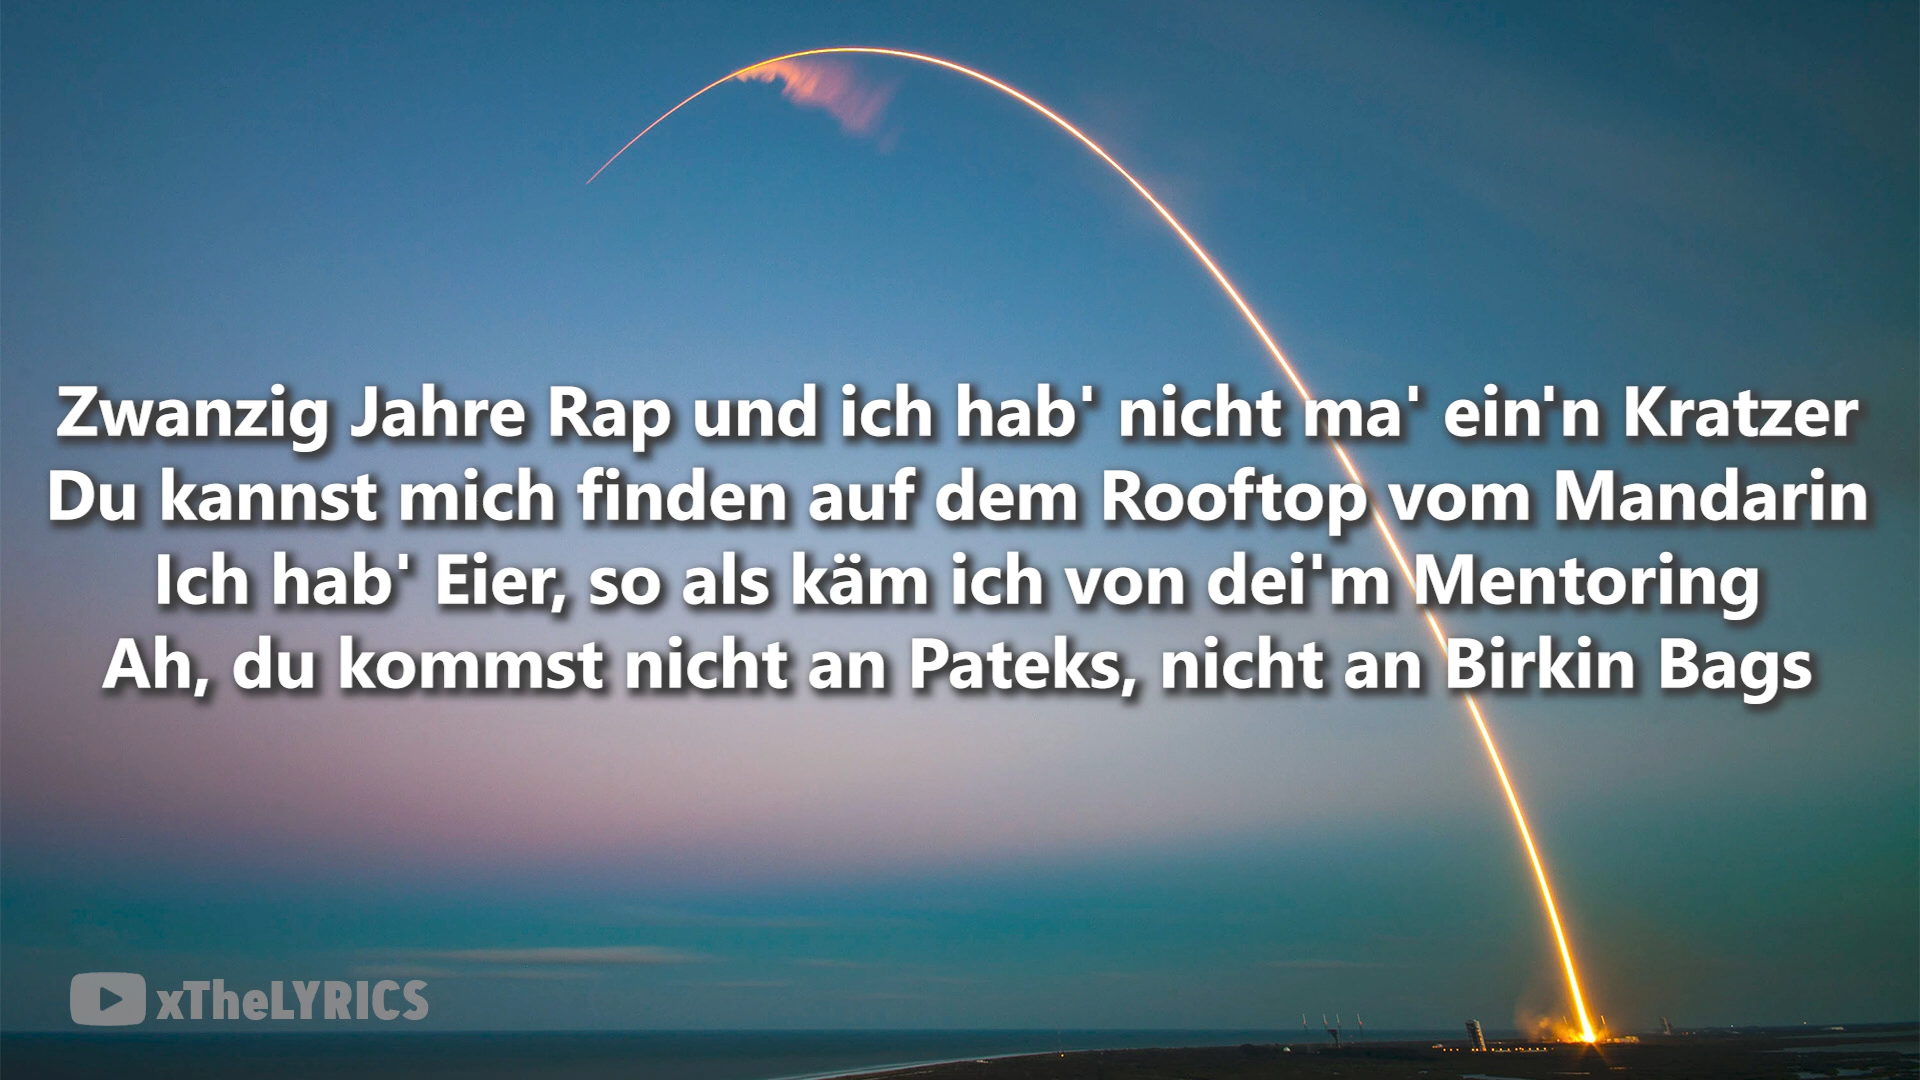 Zwanzig Jahre Rap und ich hab' nicht ma' ein'n Kratzer
Du kannst mich finden auf dem Rooftop vom Mandarin
Ich hab' Eier, so als käm ich von dei'm Mentoring
Ah, du kommst nicht an Pateks, nicht an Birkin Bags
xTheLYRICS